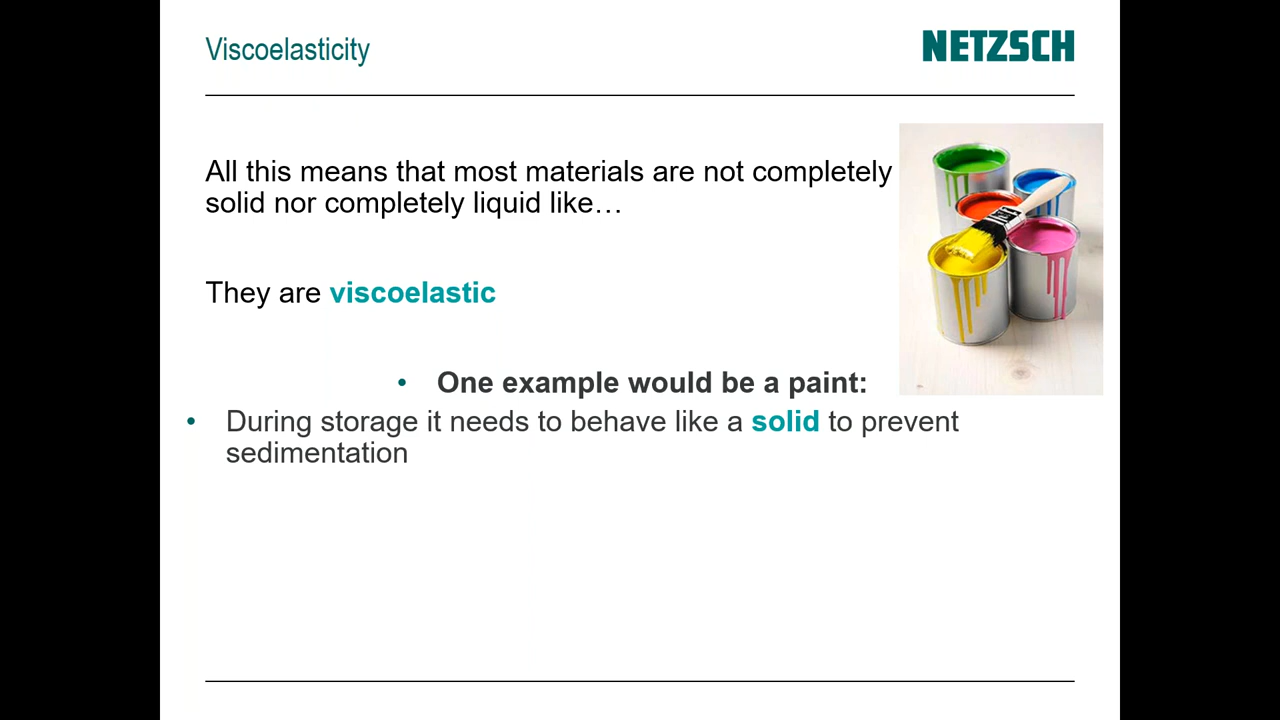 Viscoelasticity
NETZSCH
All this means that most materials are not completely
solid nor completely liquid like…
They are viscoelastic
• One example would be a paint:
• During storage it needs to behave like a solid to prevent
sedimentation